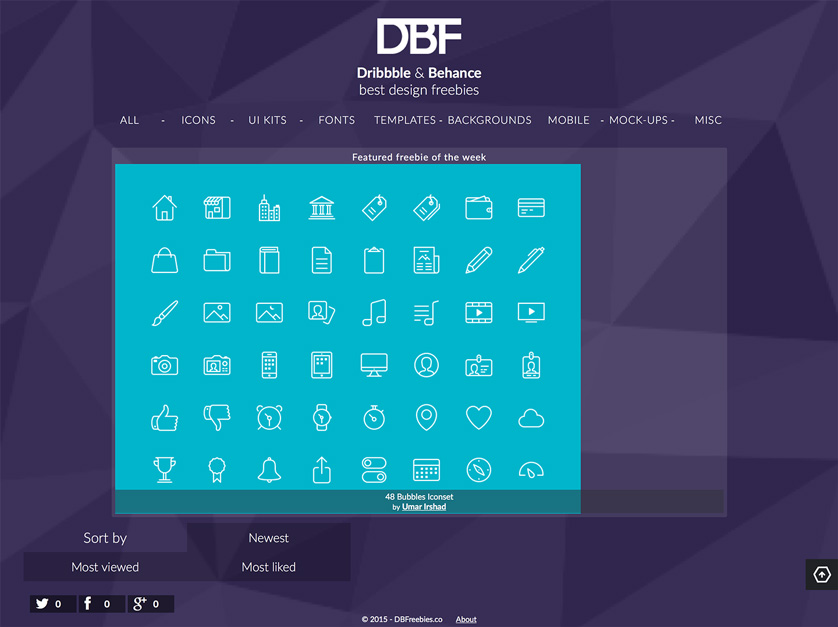 DBF
Dribbble & Behance
best design freebies
ALL - ICONS - UI KITS - FONTS TEMPLATES - BACKGROUNDS MOBILE - MOCK-UPS - MISC
Featured freebie of the week
48 Bubbles Iconset
by Umar Irshad
Sort by Newest
Most viewed Most liked
0 0 g+ 0
© 2015 - DBFreebies.co About